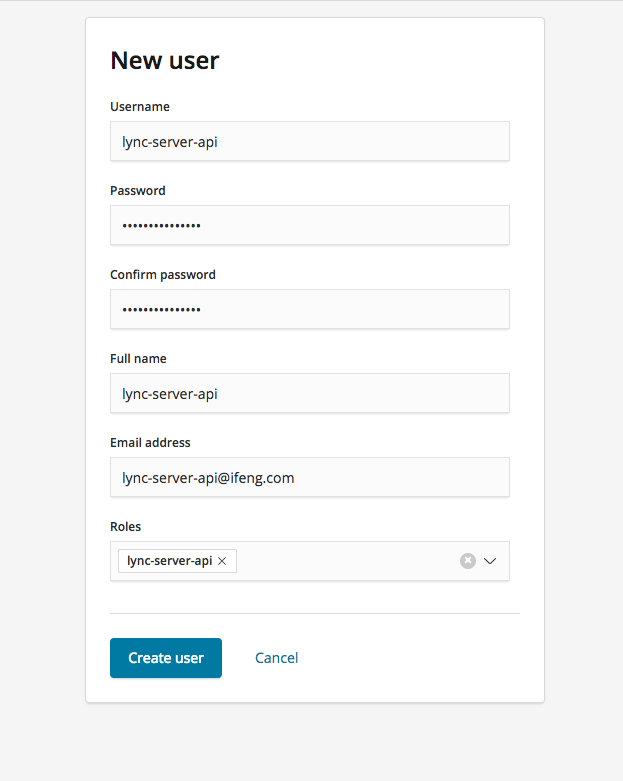 New user
Username
lync-server-api
Password
•••••••••••••••
Confirm password
•••••••••••••••
Full name
lync-server-api
Email address
lync-server-api@ifeng.com
Roles
lync-server-api
Create user Cancel